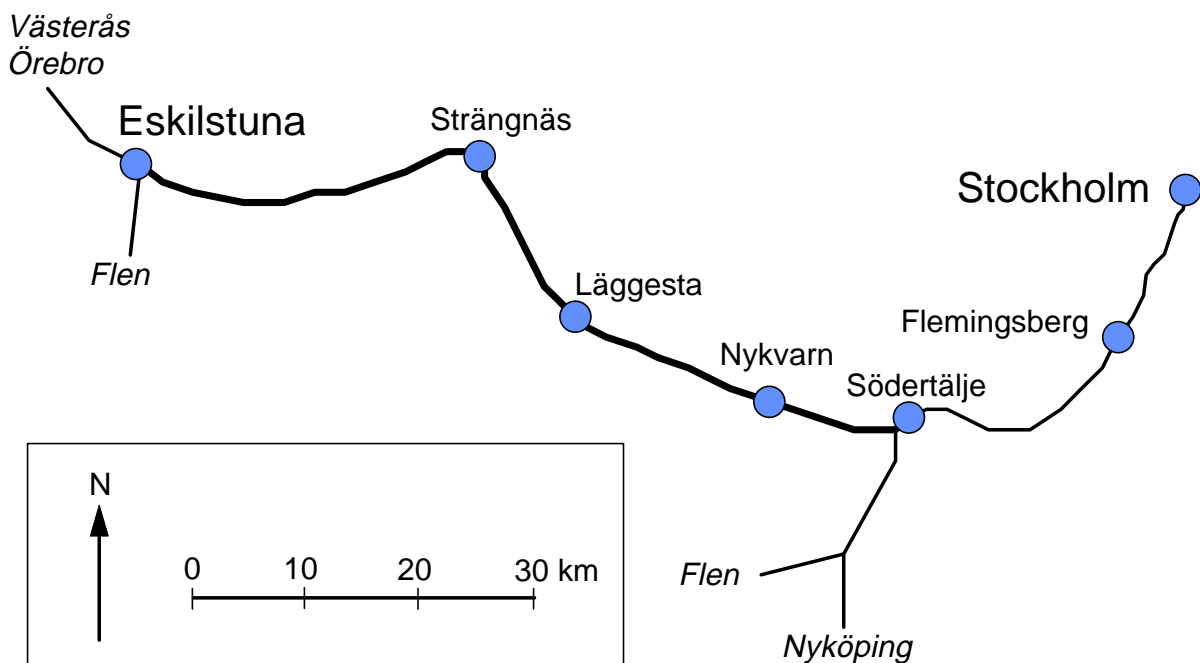 Västerås
Örebro
Eskilstuna
Strängnäs
Stockholm
Flen
Läggesta
Flemingsberg
Nykvarn
Södertälje
N
0 10 20 30 km
Flen
Nyköping